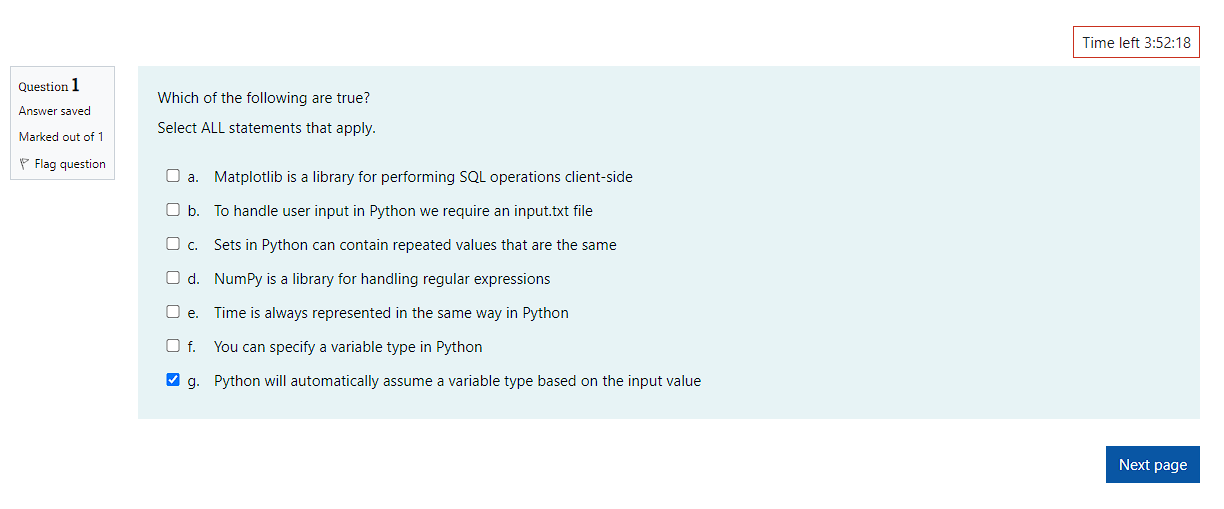 Time left 3:52:18
Question 1
Answer saved
Marked out of 1
Flag question
Which of the following are true?
Select ALL statements that apply.
a. Matplotlib is a library for performing SQL operations client-side
b. To handle user input in Python we require an input.txt file
c. Sets in Python can contain repeated values that are the same
d. NumPy is a library for handling regular expressions
e. Time is always represented in the same way in Python
f. You can specify a variable type in Python
g. Python will automatically assume a variable type based on the input value
Next page